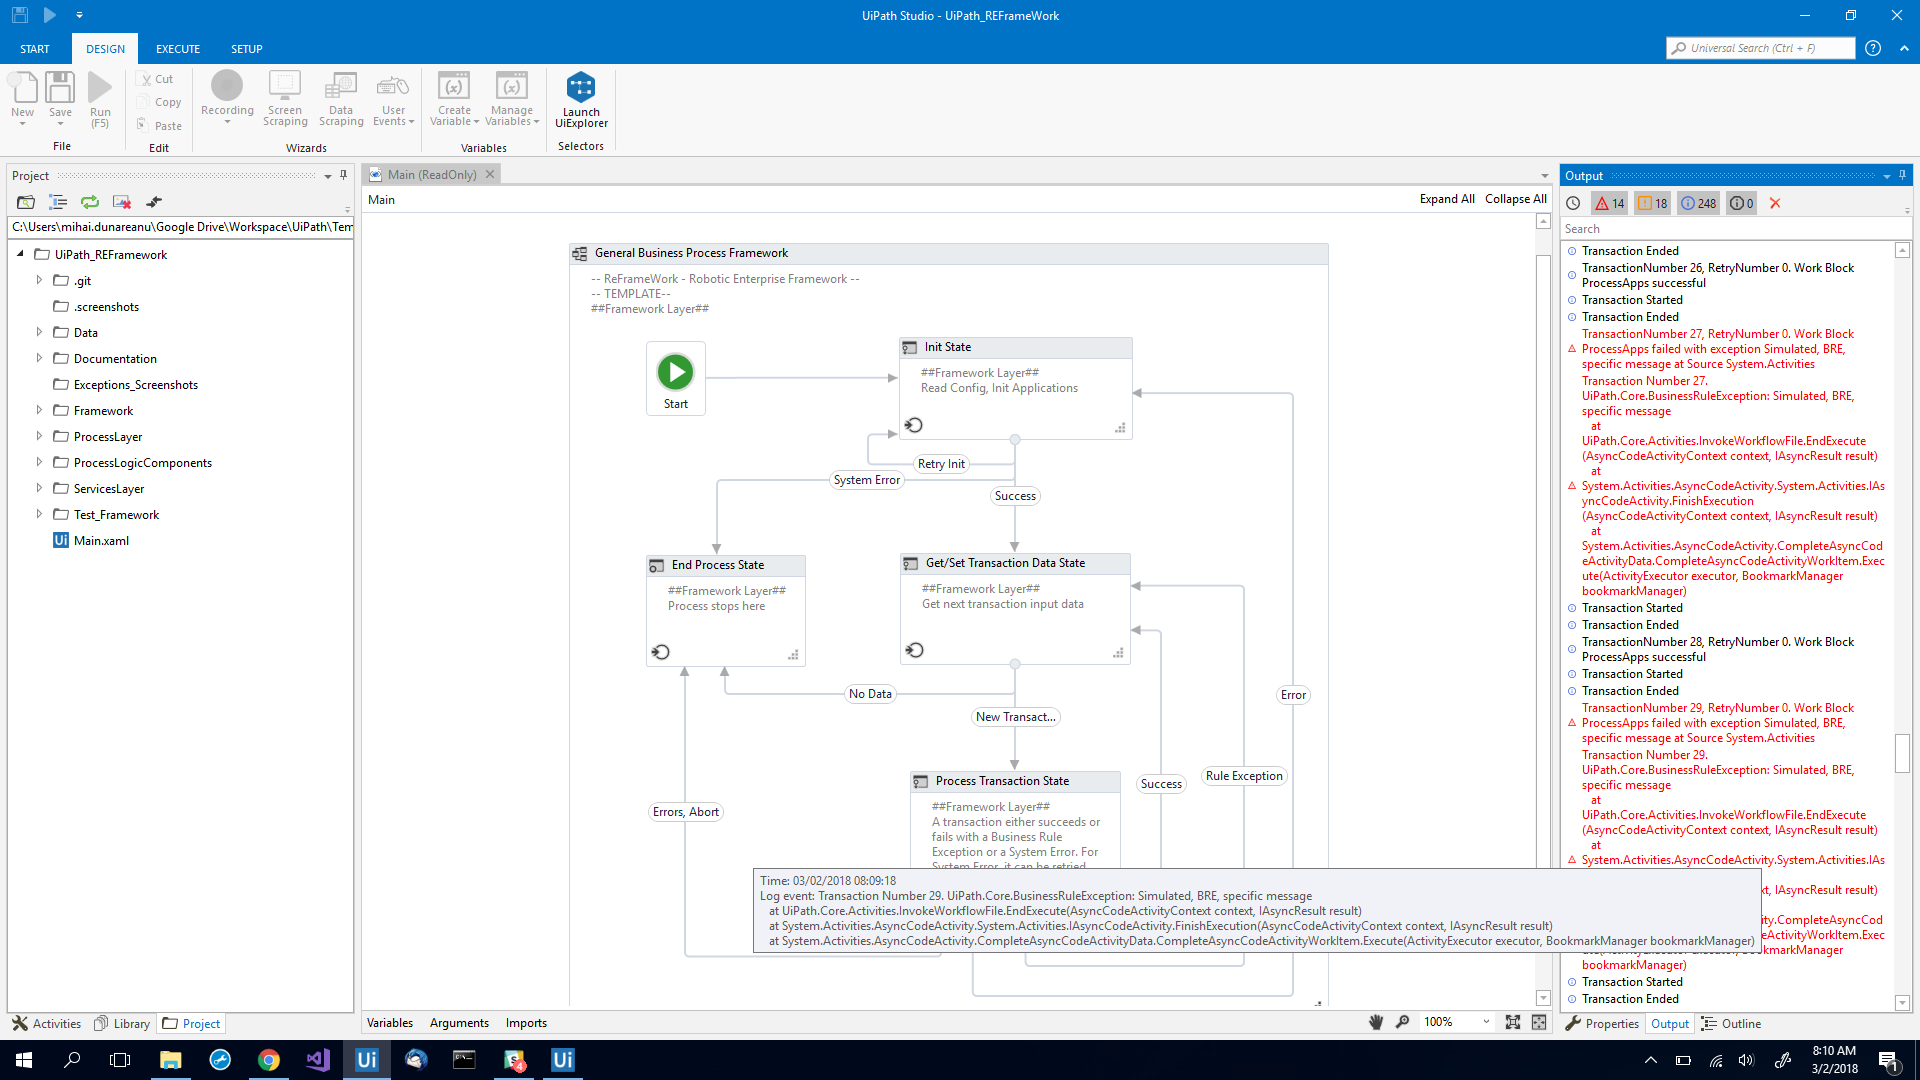 UiPath Studio - UiPath_REFrameWork
START
DESIGN
EXECUTE
SETUP
Universal Search (Ctrl + F)
New
Save
Run
(F5)
File
Cut
Copy
Paste
Edit
Recording
Screen
Scraping
Data
Scraping
User
Events
Wizards
Create
Variable
Manage
Variables
Variables
Launch
UiExplorer
Selectors
Project
C:\Users\mihai.dunareanu\Google Drive\Workspace\UiPath\Tem
UiPath_REFramework
.git
.screenshots
Data
Documentation
Exceptions_Screenshots
Framework
ProcessLayer
ProcessLogicComponents
ServicesLayer
Test_Framework
Ui Main.xaml
Activities
Library
Project
Main (ReadOnly)
Main
Expand All
Collapse All
General Business Process Framework
-- ReFrameWork - Robotic Enterprise Framework --
-- TEMPLATE--
##Framework Layer##
Start
Init State
##Framework Layer##
Read Config, Init Applications
Retry Init
System Error
Success
End Process State
##Framework Layer##
Process stops here
Get/Set Transaction Data State
##Framework Layer##
Get next transaction input data
No Data
New Transact...
Error
Rule Exception
Success
Errors, Abort
Process Transaction State
##Framework Layer##
A transaction either succeeds or
fails with a Business Rule
Exception or a System Error. For
System Error, it can be retried
Time: 03/02/2018 08:09:18
Log event: Transaction Number 29. UiPath.Core.BusinessRuleException: Simulated, BRE, specific message
at UiPath.Core.Activities.InvokeWorkflowFile.EndExecute(AsyncCodeActivityContext context, IAsyncResult result)
at System.Activities.AsyncCodeActivity.System.Activities.IAsyncCodeActivity.FinishExecution(AsyncCodeActivityContext context, IAsyncResult result)
at System.Activities.AsyncCodeActivity.CompleteAsyncCodeActivityData.CompleteAsyncCodeActivityWorkItem.Execute(ActivityExecutor executor, BookmarkManager bookmarkManager)
Variables
Arguments
Imports
100%
Output
14
18
248
0
Search
Transaction Ended
TransactionNumber 26, RetryNumber 0. Work Block
ProcessApps successful
Transaction Started
Transaction Ended
TransactionNumber 27, RetryNumber 0. Work Block
ProcessApps failed with exception Simulated, BRE,
specific message at Source System.Activities
Transaction Number 27.
UiPath.Core.BusinessRuleException: Simulated, BRE,
specific message
at
UiPath.Core.Activities.InvokeWorkflowFile.EndExecute
(AsyncCodeActivityContext context, IAsyncResult result)
at
System.Activities.AsyncCodeActivity.System.Activities.IAs
yncCodeActivity.FinishExecution
(AsyncCodeActivityContext context, IAsyncResult result)
at
System.Activities.AsyncCodeActivity.CompleteAsyncCod
eActivityData.CompleteAsyncCodeActivityWorkItem.Exec
ute(ActivityExecutor executor, BookmarkManager
bookmarkManager)
Transaction Started
Transaction Ended
TransactionNumber 28, RetryNumber 0. Work Block
ProcessApps successful
Transaction Started
Transaction Ended
TransactionNumber 29, RetryNumber 0. Work Block
ProcessApps failed with exception Simulated, BRE,
specific message at Source System.Activities
Transaction Number 29.
UiPath.Core.BusinessRuleException: Simulated, BRE,
specific message
at
UiPath.Core.Activities.InvokeWorkflowFile.EndExecute
(AsyncCodeActivityContext context, IAsyncResult result)
at
System.Activities.AsyncCodeActivity.System.Activities.IAs
result)
ity.CompleteAsyncCod
ActivityWorkItem.Exec
kmarkManager
bookmarkManager)
Transaction Started
Transaction Ended
Properties
Output
Outline
Ui
4
Ui
8:10 AM
3/2/2018
1